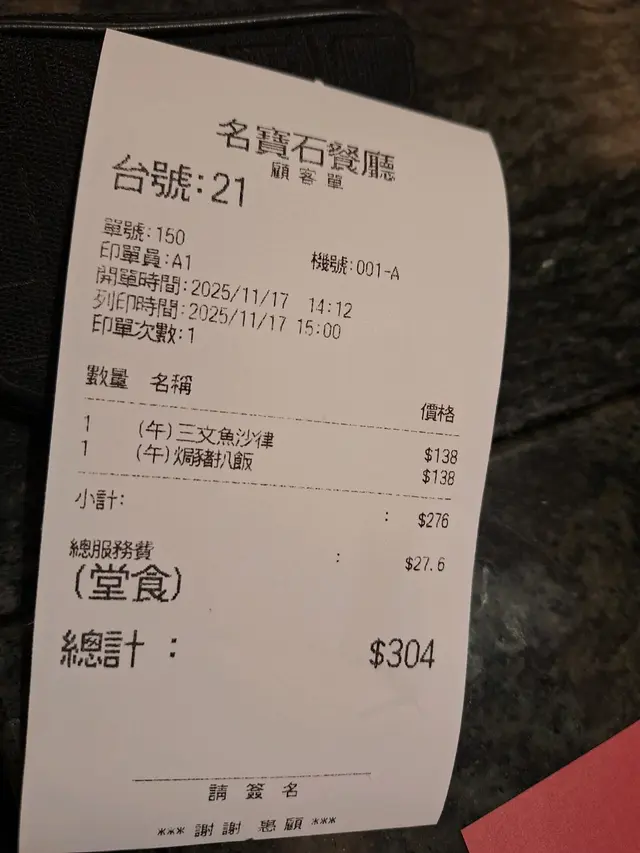 名寶石餐廳
顧客單
台號:21
單號:150
印單員:A1 機號:001-A
開單時間:2025/11/17 14:12
列印時間:2025/11/17 15:00
印單次數:1
數量 名稱 價格
1 (午)三文魚沙律 $138
1 (午)焗豬扒飯 $138
小計: : $276
總服務費 : $27.6
(堂食)
總計 : $304
請簽名
*** 謝謝惠顧 ***